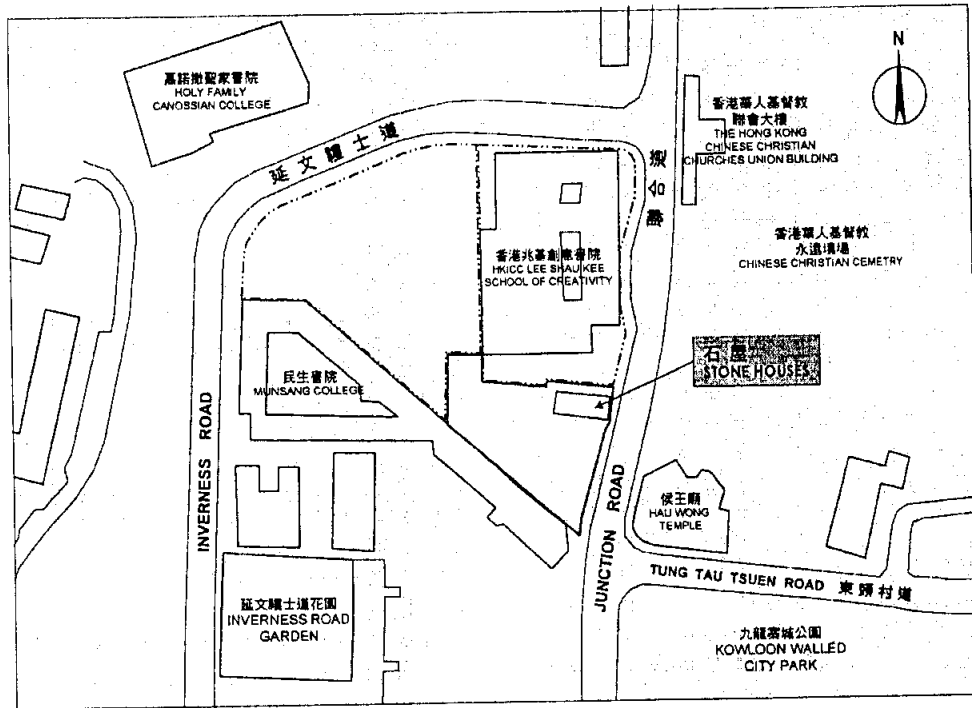 嘉諾撒聖家書院
HOLY FAMILY
CANOSSIAN COLLEGE
N
香港華人基督教
聯會大樓
THE HONG KONG
CHINESE CHRISTIAN
CHURCHES UNION BUILDING
延文禮士道
聯合道
香港華人基督教
永遠墳場
CHINESE CHRISTIAN CEMETRY
香港兆基創意書院
HKICC LEE SHAU KEE
SCHOOL OF CREATIVITY
石屋
STONE HOUSES
民生書院
MUNSANG COLLEGE
INVERNESS ROAD
JUNCTION ROAD
侯王廟
HAU WONG
TEMPLE
TUNG TAU TSUEN ROAD 東頭村道
延文禮士道花園
INVERNESS ROAD
GARDEN
九龍寨城公園
KOWLOON WALLED
CITY PARK